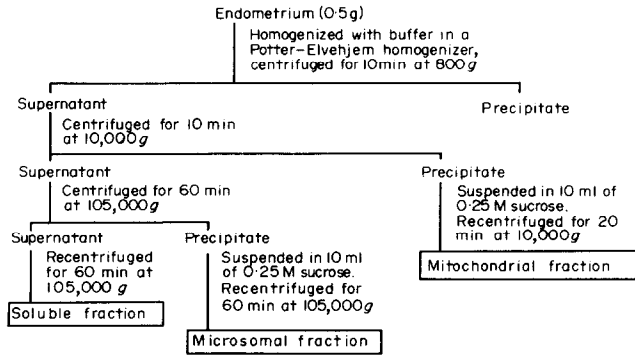 Endometrium (0·5g)
Homogenized with buffer in a
Potter–Elvehjem homogenizer,
centrifuged for 10min at 800g
Supernatant
Precipitate
Centrifuged for 10 min
at 10,000g
Supernatant
Precipitate
Centrifuged for 60 min
at 105,000g
Suspended in 10 ml of
0·25 M sucrose.
Recentrifuged for 20
min at 10,000g
Mitochondrial fraction
Supernatant
Precipitate
Recentrifuged
for 60 min at
105,000 g
Suspended in 10 ml
of 0·25 M sucrose.
Recentrifuged for
60 min at 105,000g
Soluble fraction
Microsomal fraction